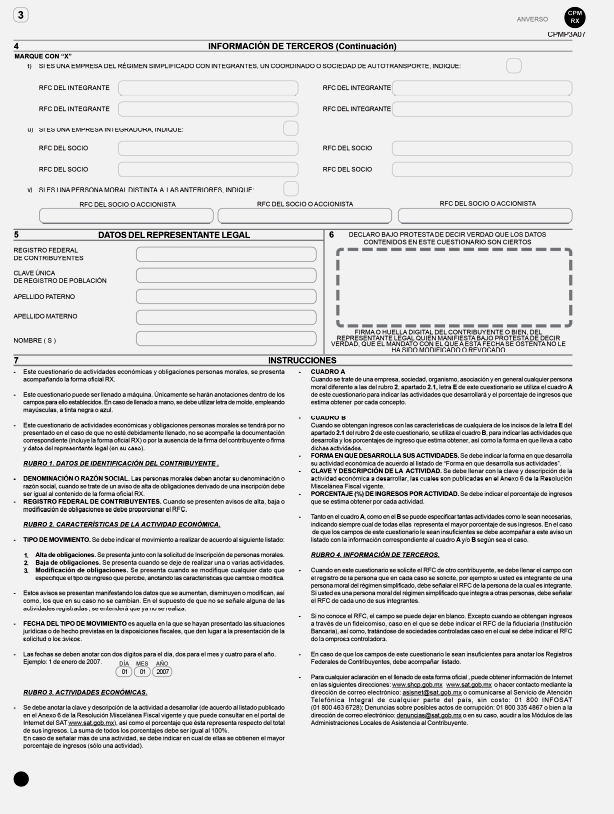 3
ANVERSO
CPM
RX
CPMP3A07
4 INFORMACIÓN DE TERCEROS (Continuación)
MARQUE CON "X"
t) SI ES UNA EMPRESA DEL RÉGIMEN SIMPLIFICADO CON INTEGRANTES, UN COORDINADO O SOCIEDAD DE AUTOTRANSPORTE, INDIQUE:
RFC DEL INTEGRANTE RFC DEL INTEGRANTE
RFC DEL INTEGRANTE RFC DEL INTEGRANTE
u) SI ES UNA EMPRESA INTEGRADORA, INDIQUE:
RFC DEL SOCIO RFC DEL SOCIO
RFC DEL SOCIO RFC DEL SOCIO
v) SI ES UNA PERSONA MORAL DISTINTA A LAS ANTERIORES, INDIQUE:
RFC DEL SOCIO O ACCIONISTA RFC DEL SOCIO O ACCIONISTA RFC DEL SOCIO O ACCIONISTA
5 DATOS DEL REPRESENTANTE LEGAL
REGISTRO FEDERAL
DE CONTRIBUYENTES
CLAVE ÚNICA
DE REGISTRO DE POBLACIÓN
APELLIDO PATERNO
APELLIDO MATERNO
NOMBRE ( S )
6 DECLARO BAJO PROTESTA DE DECIR VERDAD QUE LOS DATOS
CONTENIDOS EN ESTE CUESTIONARIO SON CIERTOS
FIRMA O HUELLA DIGITAL DEL CONTRIBUYENTE O BIEN, DEL
REPRESENTANTE LEGAL QUIEN MANIFIESTA BAJO PROTESTA DE DECIR
VERDAD, QUE EL MANDATO CON EL QUE A ESTA FECHA SE OSTENTA NO LE
HA SIDO MODIFICADO O REVOCADO
7 INSTRUCCIONES
- Este cuestionario de actividades económicas y obligaciones personas morales, se presenta
acompañando la forma oficial RX.
- Este cuestionario puede ser llenado a máquina. Únicamente se harán anotaciones dentro de los
campos para ello establecidos. En caso de llenado a mano, se debe utilizar letra de molde, empleando
mayúsculas, a tinta negra o azul.
- Este cuestionario de actividades económicas y obligaciones personas morales se tendrá por no
presentado en el caso de que no esté debidamente llenado, no se acompañe la documentación
correspondiente (incluye la forma oficial RX) o por la ausencia de la firma del contribuyente o firma
y datos del representante legal (en su caso).
RUBRO 1. DATOS DE IDENTIFICACIÓN DEL CONTRIBUYENTE .
- DENOMINACIÓN O RAZÓN SOCIAL. Las personas morales deben anotar su denominación o
razón social, cuando se trate de un aviso de alta de obligaciones derivado de una inscripción debe
ser igual al contenido de la forma oficial RX.
- REGISTRO FEDERAL DE CONTRIBUYENTES. Cuando se presenten avisos de alta, baja o
modificación de obligaciones se debe proporcionar el RFC.
RUBRO 2. CARACTERÍSTICAS DE LA ACTIVIDAD ECONÓMICA.
- TIPO DE MOVIMIENTO. Se debe indicar el movimiento a realizar de acuerdo al siguiente listado:
1. Alta de obligaciones. Se presenta junto con la solicitud de Inscripción de personas morales.
2. Baja de obligaciones. Se presenta cuando se deje de realizar una o varias actividades.
3. Modificación de obligaciones. Se presenta cuando se modifique cualquier dato que
especifique el tipo de ingreso que percibe, anotando las características que cambia o modifica.
- Estos avisos se presentan manifestando los datos que se aumentan, disminuyen o modifican, así
como, los que en su caso no se cambian. En el supuesto de que no se señale alguna de las
actividades registradas, se entenderá que ya no se realiza.
- FECHA DEL TIPO DE MOVIMIENTO es aquella en la que se hayan presentado las situaciones
jurídicas o de hecho previstas en la disposiciones fiscales, que den lugar a la presentación de la
solicitud o los avisos.
- Las fechas se deben anotar con dos dígitos para el día, dos para el mes y cuatro para el año.
Ejemplo: 1 de enero de 2007.
DÍA MES AÑO
01 01 2007
RUBRO 3. ACTIVIDADES ECONÓMICAS.
- Se debe anotar la clave y descripción de la actividad a desarrollar (de acuerdo al listado publicado
en el Anexo 6 de la Resolución Miscelánea Fiscal vigente y que puede consultar en el portal de
Internet del SAT www.sat.gob.mx), así como el porcentaje que ésta representa respecto del total
de sus ingresos. La suma de todos los porcentajes debe ser igual al 100%.
En caso de señalar más de una actividad, se debe indicar en cual de ellas se obtienen el mayor
porcentaje de ingresos (sólo una actividad).
- CUADRO A
Cuando se trate de una empresa, sociedad, organismo, asociación y en general cualquier persona
moral diferente a las del rubro 2, apartado 2.1, letra E de este cuestionario se utiliza el cuadro A
de este cuestionario para indicar las actividades que desarrollará y el porcentaje de ingresos que
estima obtener por cada concepto.
- CUADRO B
Cuando se obtengan ingresos con las características de cualquiera de los incisos de la letra E del
apartado 2.1 del rubro 2 de este cuestionario, se utiliza el cuadro B, para indicar las actividades que
desarrolla y los porcentajes de ingreso que estima obtener, así como la forma en que lleva a cabo
dichas actividades.
- FORMA EN QUE DESARROLLA SUS ACTIVIDADES. Se debe indicar la forma en que desarrolla
su actividad económica de acuerdo al listado de "Forma en que desarrolla sus actividades".
- CLAVE Y DESCRIPCIÓN DE LA ACTIVIDAD. Se deben llenar con la clave y descripción de la
actividad económica a desarrollar, las cuales son publicadas en el Anexo 6 de la Resolución
Miscelánea Fiscal vigente.
- PORCENTAJE (%) DE INGRESOS POR ACTIVIDAD. Se debe indicar el porcentaje de ingresos
que se estima obtener por actividad.
- Tanto en el cuadro A, como en el B se puede especificar tantas actividades como le sean necesarias,
indicando siempre cual de todas ellas representa el mayor porcentaje de sus ingresos. En el caso
de que los campos de este cuestionario le sean insuficientes se debe acompañar a este aviso un
listado con la información correspondiente al cuadro A y/o B según sea el caso.
RUBRO 4. INFORMACIÓN DE TERCEROS.
- Cuando en este cuestionario se solicite el RFC de otro contribuyente, se debe llenar el campo con
el registro de la persona que en cada caso se solicite, por ejemplo si usted es integrante de una
persona moral del régimen simplificado, debe señalar el RFC de la persona de la cual es integrante.
Si usted es una persona moral del régimen simplificado que integra a otras personas, debe señalar
el RFC de cada uno de sus integrantes.
- Si no conoce el RFC, el campo se puede dejar en blanco. Excepto cuando se obtengan ingresos
a través de un fideicomiso, caso en el que se debe indicar el RFC de la fiduciaria (Institución
Bancaria), así como, tratándose de sociedades controladas caso en el cual se debe indicar el RFC
de la empresa controladora.
- En caso de que los campos de este cuestionario le sean insuficientes para anotar los Registros
Federales de Contribuyentes, debe acompañar listado.
- Para cualquier aclaración en el llenado de esta forma oficial , puede obtener información de Internet
en las siguientes direcciones: www.shcp.gob.mx www.sat.gob.mx, o hacer contacto mediante la
dirección de correo electrónico: asisnet@sat.gob.mx o comunicarse al Servicio de Atención
Telefónica Integral de cualquier parte del país, sin costo: 01 800 INFOSAT
(01 800 463 6728); Denuncias sobre posibles actos de corrupción: 01 800 335 4867 o bien a la
dirección de correo electrónico: denuncias@sat.gob.mx o en su caso, acudir a los Módulos de las
Administraciones Locales de Asistencia al Contribuyente.